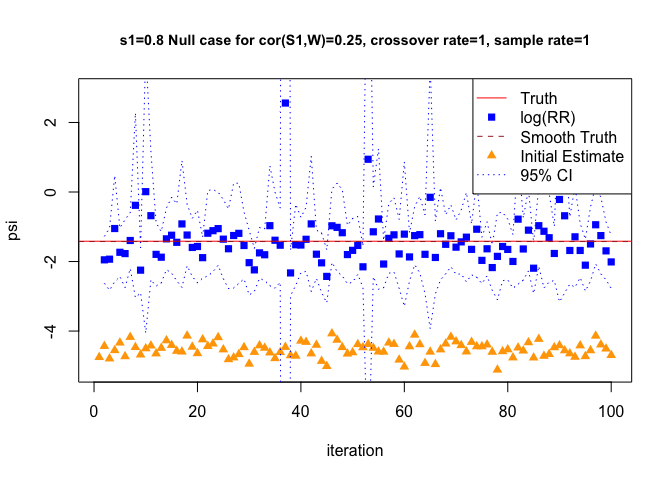 s1=0.8 Null case for cor(S1,W)=0.25, crossover rate=1, sample rate=1
Truth
log(RR)
Smooth Truth
Initial Estimate
95% CI
psi
2
0
-2
-4
0 20 40 60 80 100
iteration